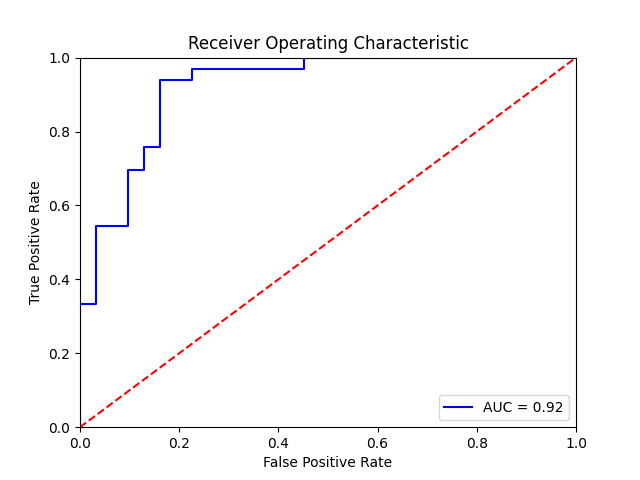 Receiver Operating Characteristic
1.0
0.8
0.6
0.4
0.2
0.0
True Positive Rate
AUC = 0.92
0.0 0.2 0.4 0.6 0.8 1.0
False Positive Rate